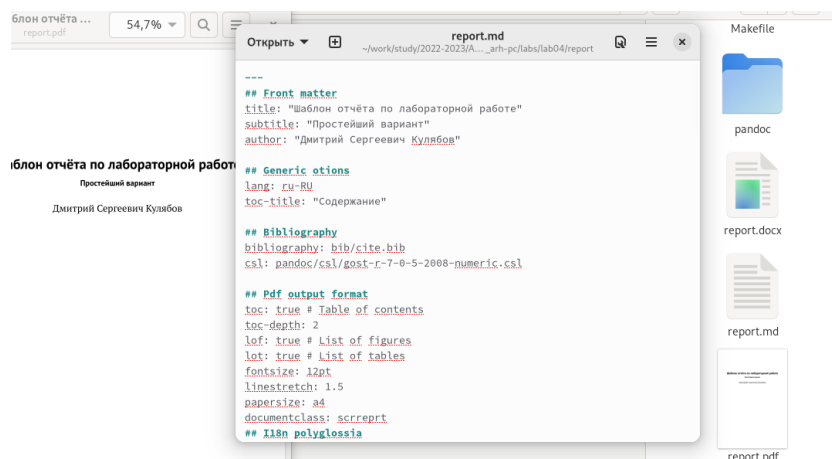 блон отчёта ...
report.pdf
54,7%
блон отчёта по лабораторной работ
Простейший вариант
Дмитрий Сергеевич Кулябов
Открыть
report.md
~/work/study/2022-2023/А... _arh-pc/labs/lab04/report
---
## Front matter
title: "Шаблон отчёта по лабораторной работе"
subtitle: "Простейший вариант"
author: "Дмитрий Сергеевич Кулябов"
## Generic otions
lang: ru-RU
toc-title: "Содержание"
## Bibliography
bibliography: bib/cite.bib
csl: pandoc/csl/gost-r-7-0-5-2008-numeric.csl
## Pdf output format
toc: true # Table of contents
toc-depth: 2
lof: true # List of figures
lot: true # List of tables
fontsize: 12pt
linestretch: 1.5
papersize: a4
documentclass: scrreprt
## I18n polyglossia
Makefile
pandoc
report.docx
report.md
report.pdf